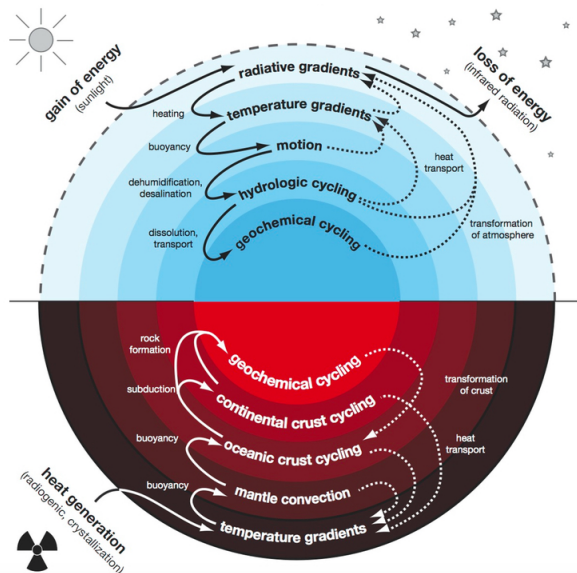 gain of energy
(sunlight)
loss of energy
(infrared radiation)
radiative gradients
heating
temperature gradients
buoyancy
motion
heat
transport
dehumidification,
desalination
hydrologic cycling
transformation
of atmosphere
dissolution,
transport
geochemical cycling
rock
formation
geochemical cycling
subduction
continental crust cycling
transformation
of crust
buoyancy
oceanic crust cycling
heat
transport
buoyancy
mantle convection
heat generation
(radiogenic, crystallization)
temperature gradients